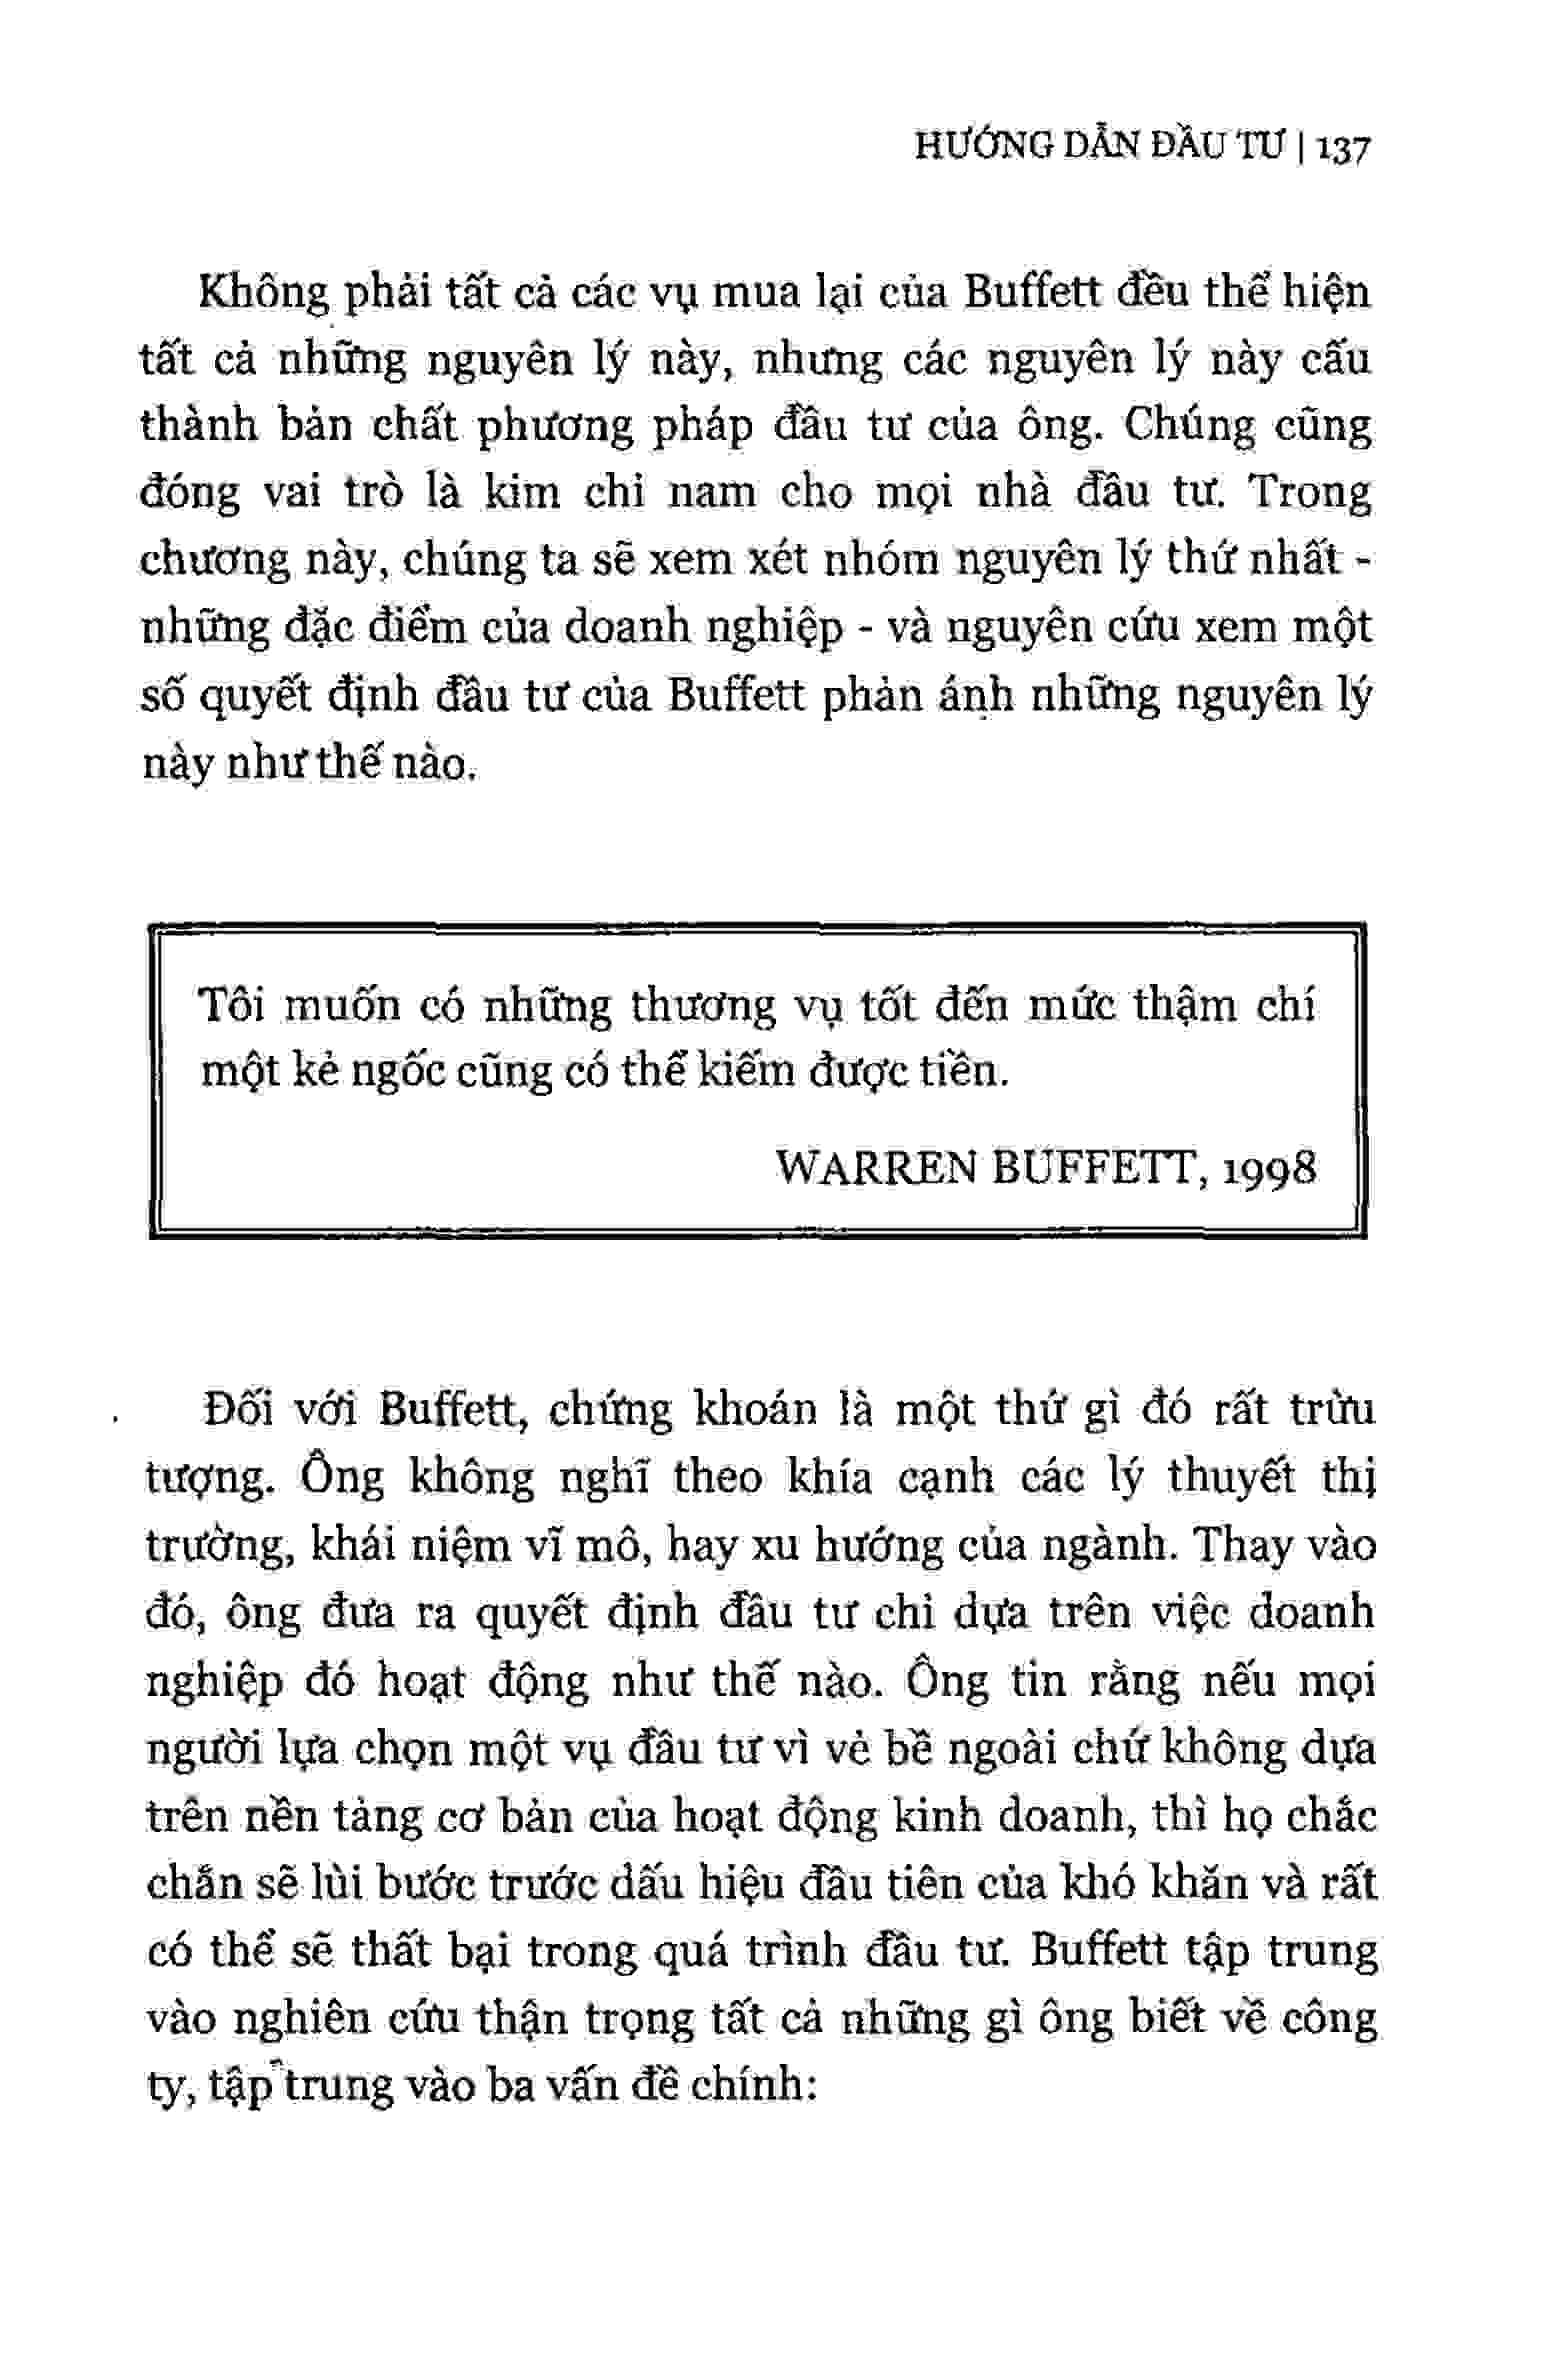 HƯỚNG DẪN ĐẦU TƯ | 137
Không phải tất cả các vụ mua lại của Buffett đều thể hiện
tất cả những nguyên lý này, nhưng các nguyên lý này cấu
thành bản chất phương pháp đầu tư của ông. Chúng cũng
đóng vai trò là kim chỉ nam cho mọi nhà đầu tư. Trong
chương này, chúng ta sẽ xem xét nhóm nguyên lý thứ nhất -
những đặc điểm của doanh nghiệp - và nguyên cứu xem một
số quyết định đầu tư của Buffett phản ánh những nguyên lý
này như thế nào.
Tôi muốn có những thương vụ tốt đến mức thậm chí
một kẻ ngốc cũng có thể kiếm được tiền.
WARREN BUFFETT, 1998
Đối với Buffett, chứng khoán là một thứ gì đó rất trừu
tượng. Ông không nghĩ theo khía cạnh các lý thuyết thị
trường, khái niệm vĩ mô, hay xu hướng của ngành. Thay vào
đó, ông đưa ra quyết định đầu tư chỉ dựa trên việc doanh
nghiệp đó hoạt động như thế nào. Ông tin rằng nếu mọi
người lựa chọn một vụ đầu tư vì vẻ bề ngoài chứ không dựa
trên nền tảng cơ bản của hoạt động kinh doanh, thì họ chắc
chắn sẽ lùi bước trước dấu hiệu đầu tiên của khó khăn và rất
có thể sẽ thất bại trong quá trình đầu tư. Buffett tập trung
vào nghiên cứu thận trọng tất cả những gì ông biết về công
ty, tập trung vào ba vấn đề chính: